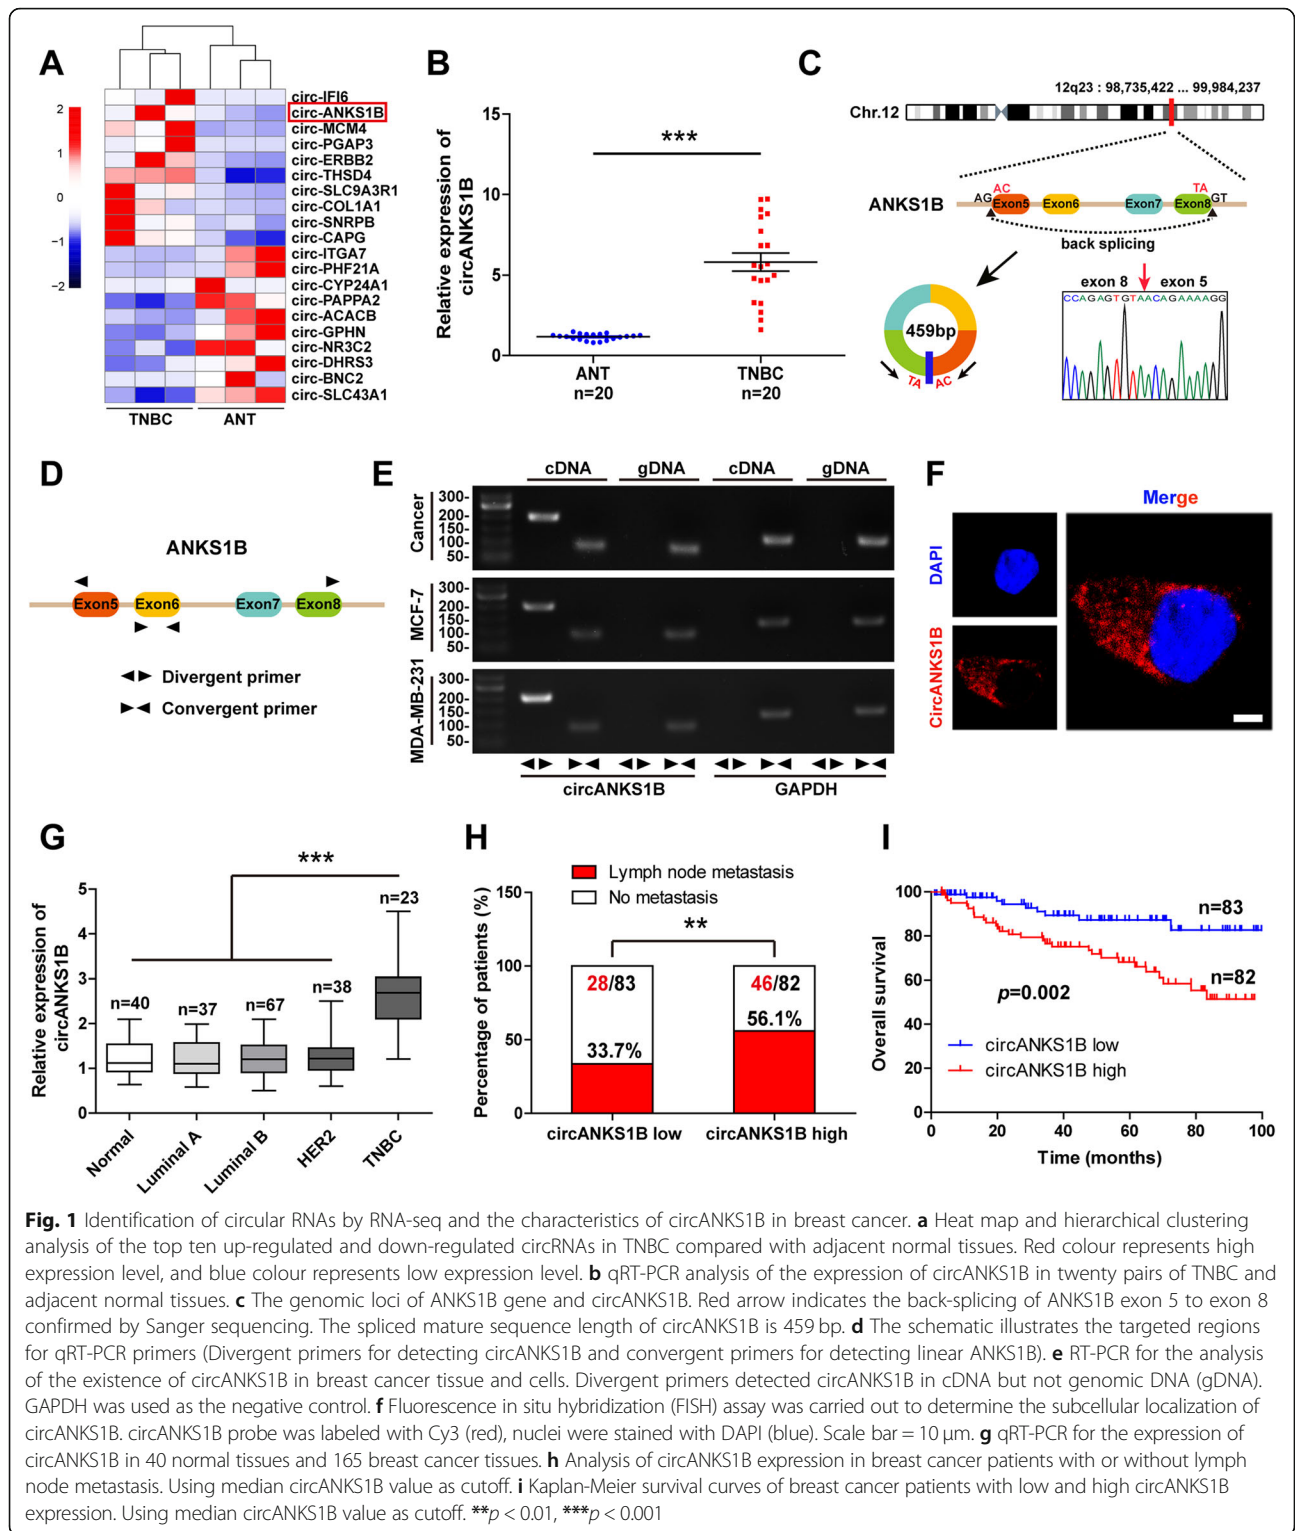 A
2
1
0
−1
−2
circ-IFI6
circ-ANKS1B
circ-MCM4
circ-PGAP3
circ-ERBB2
circ-THSD4
circ-SLC9A3R1
circ-COL1A1
circ-SNRPB
circ-CAPG
circ-ITGA7
circ-PHF21A
circ-CYP24A1
circ-PAPPA2
circ-ACACB
circ-GPHN
circ-NR3C2
circ-DHRS3
circ-BNC2
circ-SLC43A1
TNBC ANT
B
Relative expression of
circANKS1B
15
10
5
0
***
ANT TNBC
n=20 n=20
C
12q23 : 98,735,422 ... 99,984,237
Chr.12
ANKS1B
AG AC TA GT
Exon5 Exon6 Exon7 Exon8
back splicing
459bp
TA AC
exon 8 exon 5
CCAGAGTGTAACAGAAAAGG
D
ANKS1B
Exon5 Exon6 Exon7 Exon8
Divergent primer
Convergent primer
E
cDNA gDNA cDNA gDNA
Cancer
300-
200-
150-
100-
50-
MCF-7
300-
200-
150-
100-
50-
MDA-MB-231
300-
200-
150-
100-
50-
circANKS1B GAPDH
F
Merge
DAPI
CircANKS1B
G
Relative expression of
circANKS1B
5
4
3
2
1
0
***
n=40 n=37 n=67 n=38 n=23
Normal Luminal A Luminal B HER2 TNBC
H
Lymph node metastasis
No metastasis
Percentage of patients (%)
150
100
50
0
**
28/83 46/82
33.7% 56.1%
circANKS1B low circANKS1B high
I
Overall survival
100
80
60
40
20
0
n=83
n=82
p=0.002
circANKS1B low
circANKS1B high
0 20 40 60 80 100
Time (months)
Fig. 1 Identification of circular RNAs by RNA-seq and the characteristics of circANKS1B in breast cancer. a Heat map and hierarchical clustering
analysis of the top ten up-regulated and down-regulated circRNAs in TNBC compared with adjacent normal tissues. Red colour represents high
expression level, and blue colour represents low expression level. b qRT-PCR analysis of the expression of circANKS1B in twenty pairs of TNBC and
adjacent normal tissues. c The genomic loci of ANKS1B gene and circANKS1B. Red arrow indicates the back-splicing of ANKS1B exon 5 to exon 8
confirmed by Sanger sequencing. The spliced mature sequence length of circANKS1B is 459 bp. d The schematic illustrates the targeted regions
for qRT-PCR primers (Divergent primers for detecting circANKS1B and convergent primers for detecting linear ANKS1B). e RT-PCR for the analysis
of the existence of circANKS1B in breast cancer tissue and cells. Divergent primers detected circANKS1B in cDNA but not genomic DNA (gDNA).
GAPDH was used as the negative control. f Fluorescence in situ hybridization (FISH) assay was carried out to determine the subcellular localization of
circANKS1B. circANKS1B probe was labeled with Cy3 (red), nuclei were stained with DAPI (blue). Scale bar = 10 μm. g qRT-PCR for the expression of
circANKS1B in 40 normal tissues and 165 breast cancer tissues. h Analysis of circANKS1B expression in breast cancer patients with or without lymph
node metastasis. Using median circANKS1B value as cutoff. i Kaplan-Meier survival curves of breast cancer patients with low and high circANKS1B
expression. Using median circANKS1B value as cutoff. **p < 0.01, ***p < 0.001